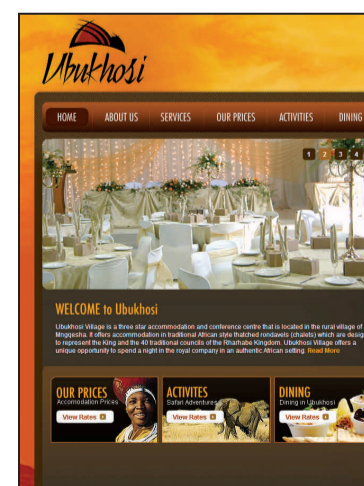 Ubukhosi
HOME ABOUT US SERVICES OUR PRICES ACTIVITIES DINING
1 2 3 4
WELCOME to Ubukhosi
Ubukhosi Village is a three star accommodation and conference centre that is located in the rural village of
Mngqesha. It offers accommodation in traditional African style thatched rondawels (chalets) which are desig
to represent the King and the 40 traditional councils of the Rharhabe Kingdom. Ubukhosi Village offers a
unique opportunity to spend a night in the royal company in an authentic African setting. Read More
OUR PRICES
Accomodation Prices
View Rates
ACTIVITES
Safari Adventures
View Rates
DINING
Dining in Ubukhosi
View Rates